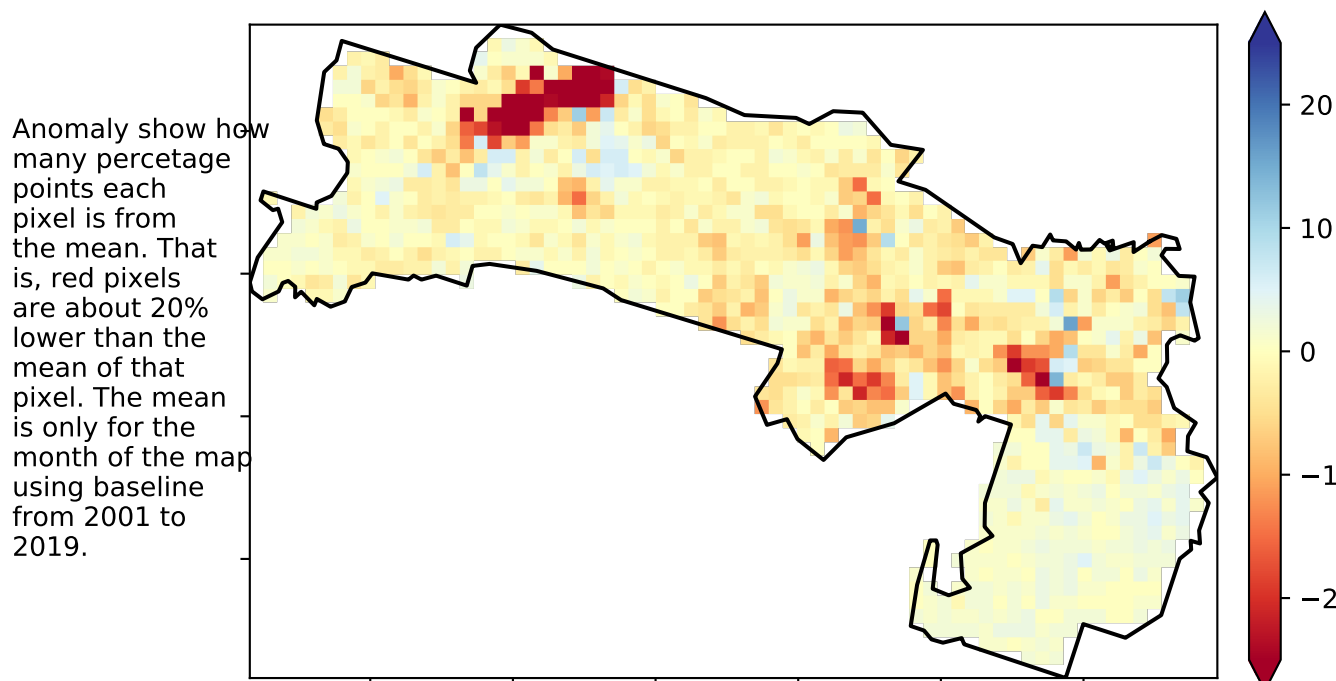 Anomaly show how
many percetage
points each
pixel is from
the mean. That
is, red pixels
are about 20%
lower than the
mean of that
pixel. The mean
is only for the
month of the map
using baseline
from 2001 to
2019.
20
10
0
−1
−2